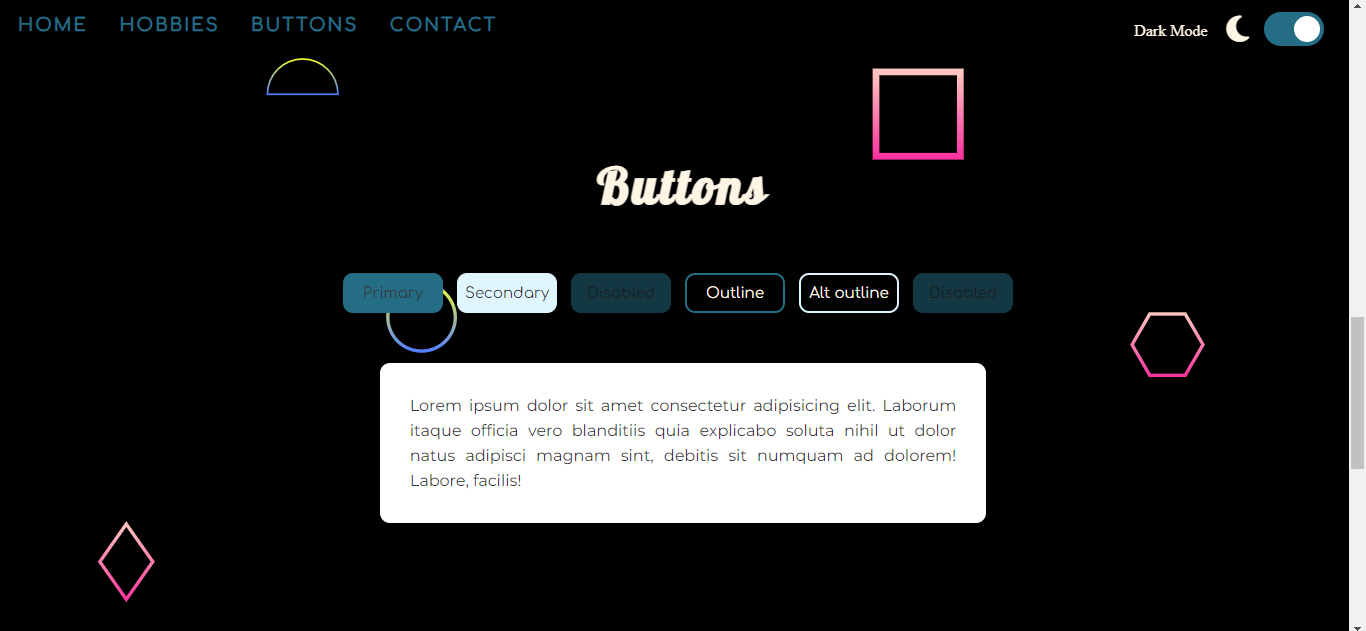 HOME HOBBIES BUTTONS CONTACT Dark Mode
Buttons
Primary Secondary Disabled Outline Alt outline Disabled
Lorem ipsum dolor sit amet consectetur adipisicing elit. Laborum
itaque officia vero blanditiis quia explicabo soluta nihil ut dolor
natus adipisci magnam sint, debitis sit numquam ad dolorem!
Labore, facilis!